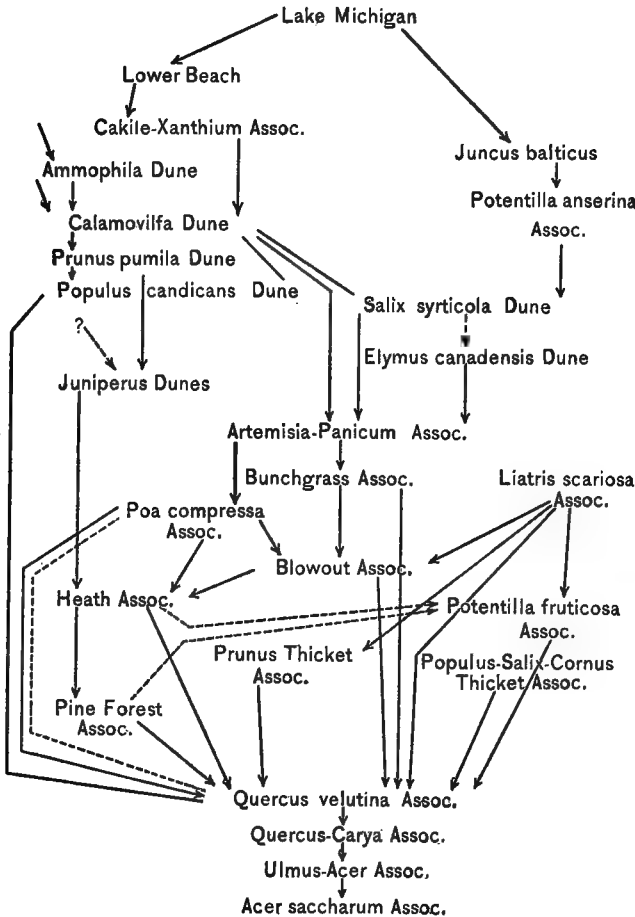 Lake Michigan
Lower Beach
Cakile-Xanthium Assoc.
Juncus balticus
Ammophila Dune
Potentilla anserina
Assoc.
Calamovilfa Dune
Prunus pumila Dune
Populus candicans Dune
Salix syrticola Dune
?
Elymus canadensis Dune
Juniperus Dunes
Artemisia-Panicum Assoc.
Bunchgrass Assoc.
Liatris scariosa
Assoc.
Poa compressa
Assoc.
Blowout Assoc.
Heath Assoc.
Potentilla fruticosa
Assoc.
Prunus Thicket
Assoc.
Populus-Salix-Cornus
Thicket Assoc.
Pine Forest
Assoc.
Quercus velutina Assoc.
Quercus-Carya Assoc.
Ulmus-Acer Assoc.
Acer saccharum Assoc.